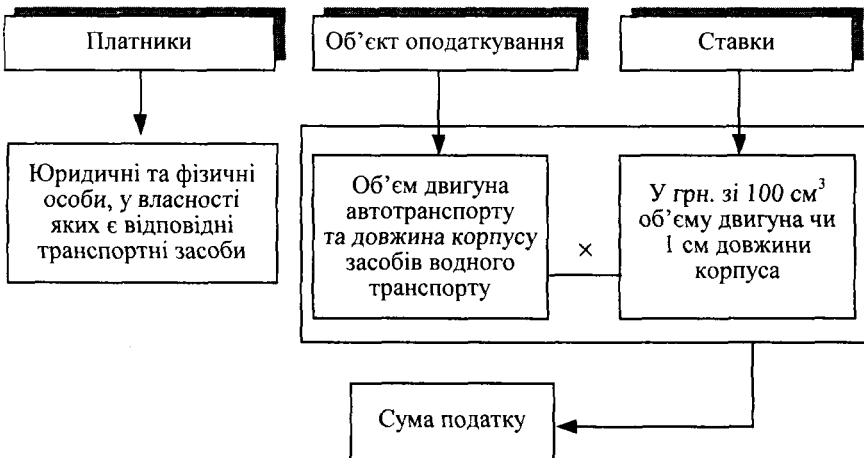 Платники
Об’єкт оподаткування
Ставки
Юридичні та фізичні
особи, у власності
яких є відповідні
транспортні засоби
Об’єм двигуна
автотранспорту
та довжина корпусу
засобів водного
транспорту
×
У грн. зі 100 см³
об’єму двигуна чи
1 см довжини
корпуса
Сума податку